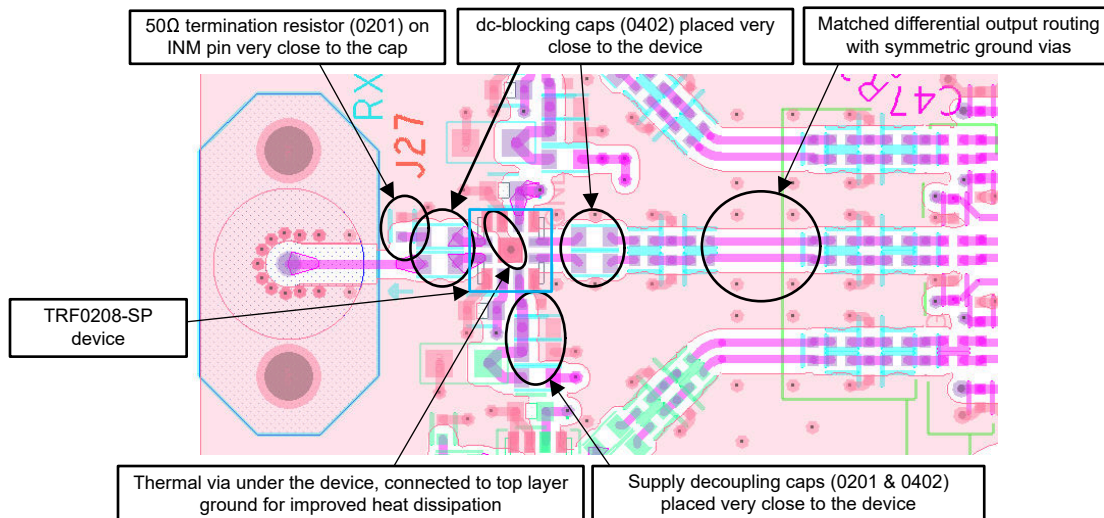 50Ω termination resistor (0201) on
INM pin very close to the cap
dc-blocking caps (0402) placed very
close to the device
Matched differential output routing
with symmetric ground vias
RX
J27
C47
TRF0208-SP
device
Thermal via under the device, connected to top layer
ground for improved heat dissipation
Supply decoupling caps (0201 & 0402)
placed very close to the device